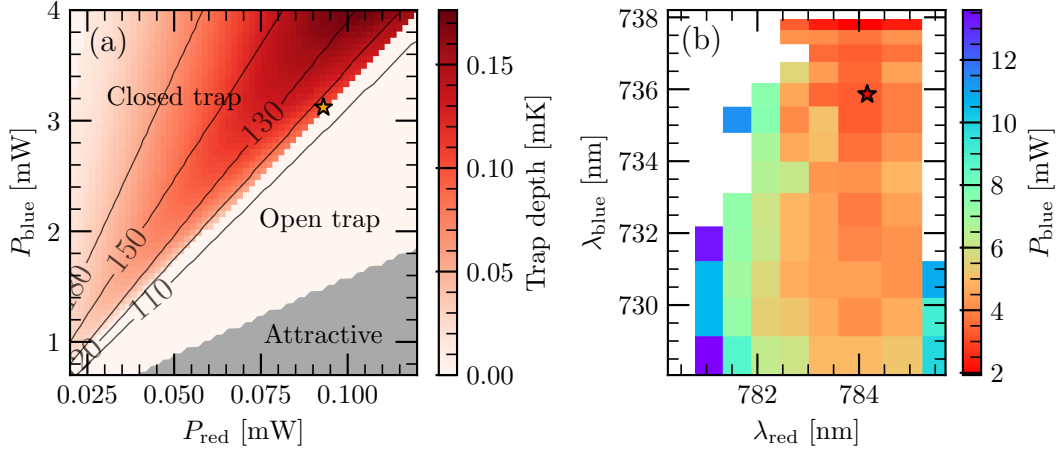 (a)
Closed trap
Open trap
Attractive
180
150
130
110
4
3
2
1
P_blue [mW]
0.025
0.050
0.075
0.100
P_red [mW]
0.15
0.10
0.05
0.00
Trap depth [mK]
(b)
738
736
734
732
730
λ_blue [nm]
782
784
λ_red [nm]
12
10
8
6
4
2
P_blue [mW]